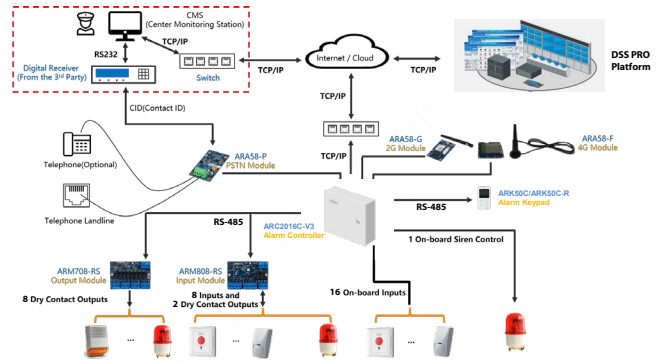 CMS
(Center Monitoring Station)
TCP/IP
RS232
Digital Receiver
(From the 3rd Party)
Switch
TCP/IP
Internet / Cloud
TCP/IP
DSS PRO
Platform
CID(Contact ID)
TCP/IP
ARA58-P
PSTN Module
Telephone(Optional)
TCP/IP
ARA58-G
2G Module
ARA58-F
4G Module
Telephone Landline
RS-485
ARC2016C-V3
Alarm Controller
RS-485
ARK50C/ARK50C-R
Alarm Keypad
1 On-board Siren Control
ARM708-RS
Output Module
ARM808-RS
Input Module
8 Dry Contact Outputs
8 Inputs and
2 Dry Contact Outputs
16 On-board Inputs
...
...
...